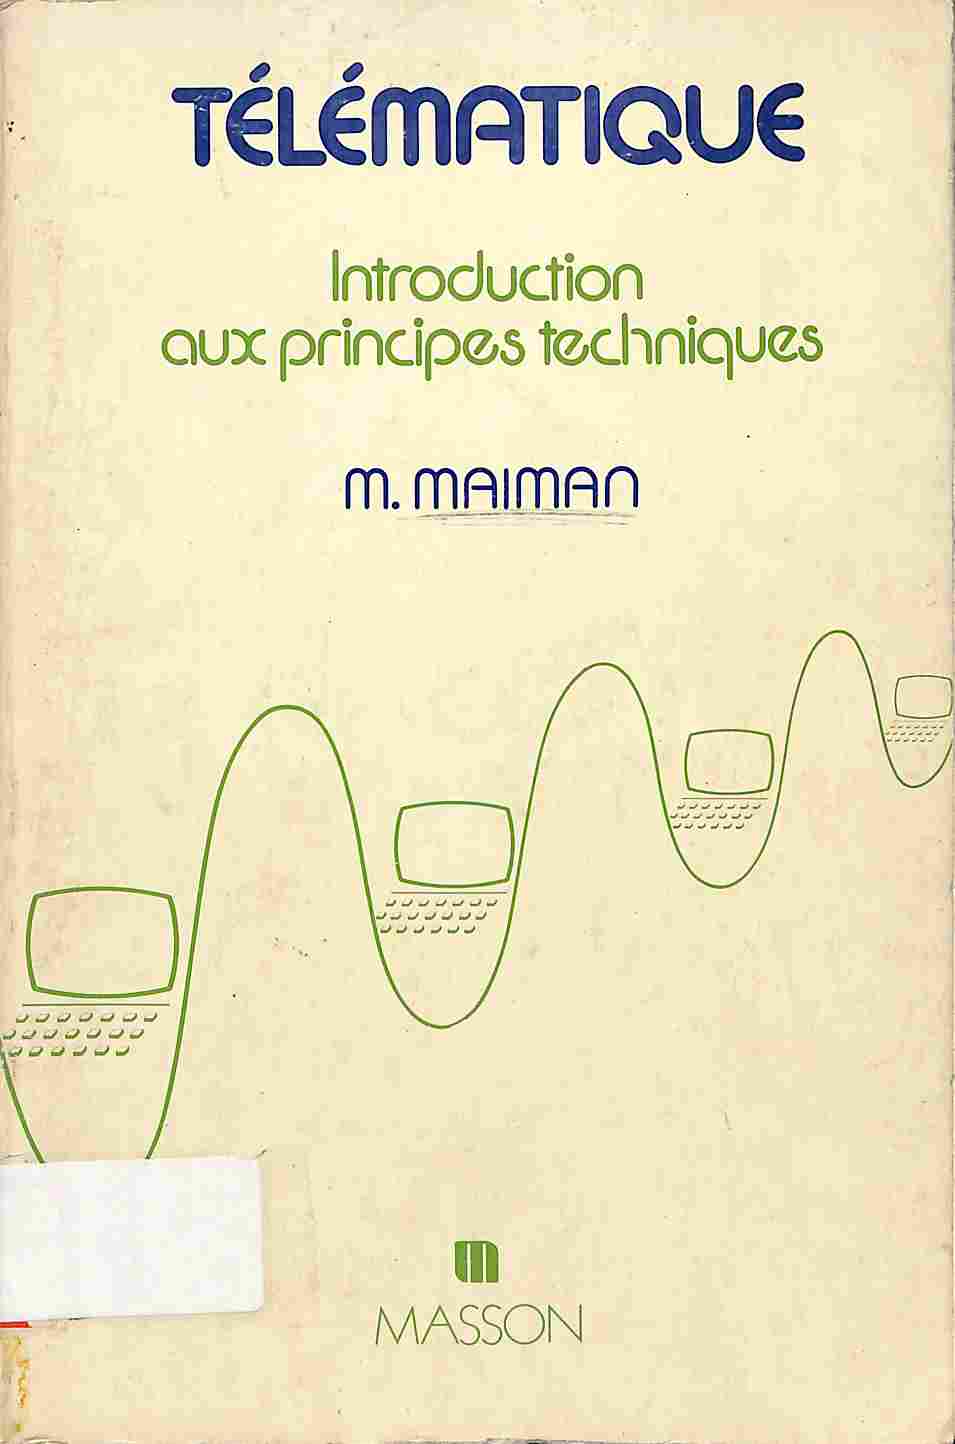 TÉLÉMATIQUE
Introduction
aux principes techniques
M. MAIMAN
m
MASSON